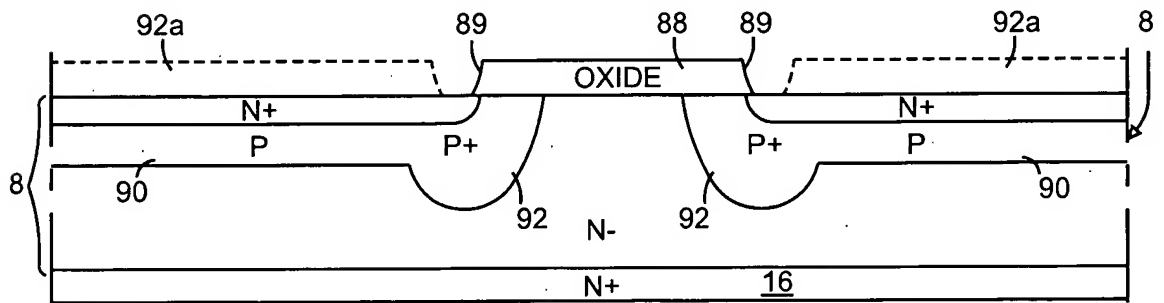 92a 89 88 89 92a 8
OXIDE
N+ N+
P P+ P+ P
8
90 92 92 90
N-
N+ 16